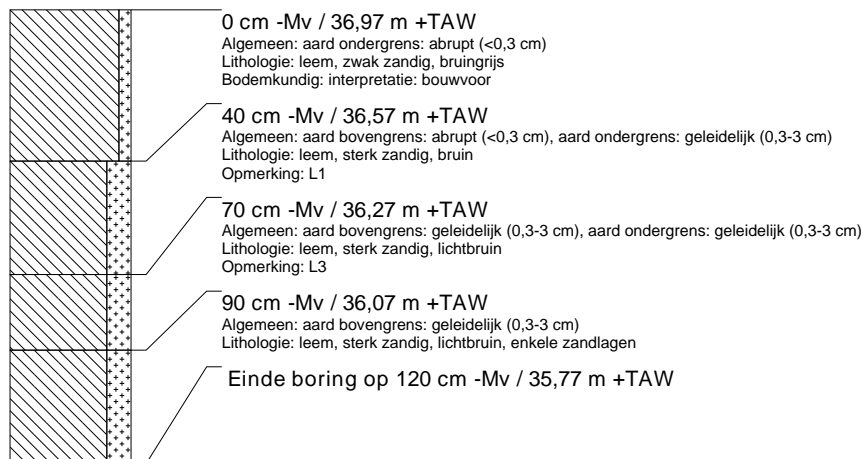 0 cm -Mv / 36,97 m +TAW
Algemeen: aard ondergrens: abrupt (<0,3 cm)
Lithologie: leem, zwak zandig, bruingrijs
Bodemkundig: interpretatie: bouwvoor
40 cm -Mv / 36,57 m +TAW
Algemeen: aard bovengrens: abrupt (<0,3 cm), aard ondergrens: geleidelijk (0,3-3 cm)
Lithologie: leem, sterk zandig, bruin
Opmerking: L1
70 cm -Mv / 36,27 m +TAW
Algemeen: aard bovengrens: geleidelijk (0,3-3 cm), aard ondergrens: geleidelijk (0,3-3 cm)
Lithologie: leem, sterk zandig, lichtbruin
Opmerking: L3
90 cm -Mv / 36,07 m +TAW
Algemeen: aard bovengrens: geleidelijk (0,3-3 cm)
Lithologie: leem, sterk zandig, lichtbruin, enkele zandlagen
Einde boring op 120 cm -Mv / 35,77 m +TAW